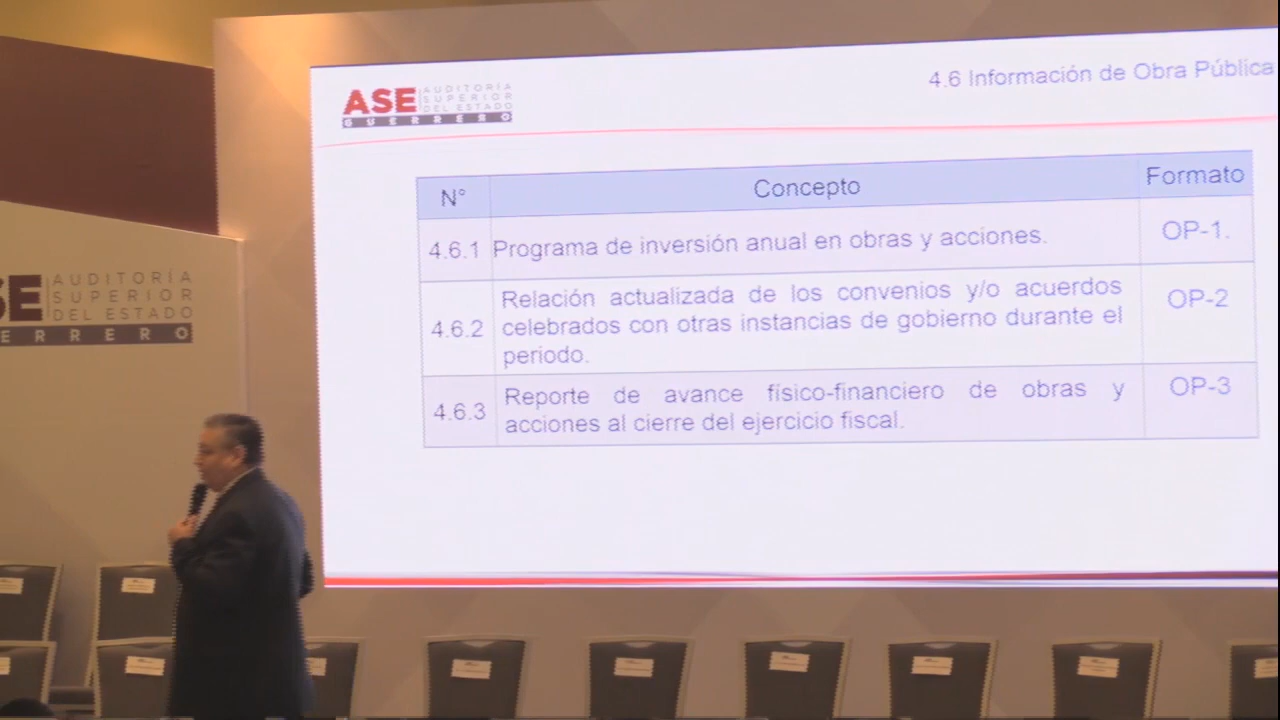 ASE AUDITORÍA
SUPERIOR
DEL ESTADO
GUERRERO
4.6 Información de Obra Pública
N° Concepto Formato
4.6.1 Programa de inversión anual en obras y acciones. OP-1.
4.6.2 Relación actualizada de los convenios y/o acuerdos OP-2
celebrados con otras instancias de gobierno durante el
periodo.
4.6.3 Reporte de avance físico-financiero de obras y OP-3
acciones al cierre del ejercicio fiscal.
SE AUDITORÍA
SUPERIOR
DEL ESTADO
ERRERO